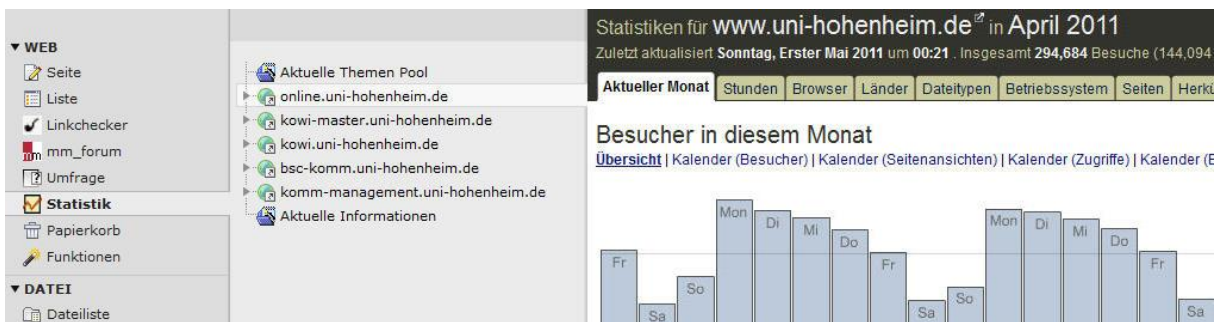 WEB
Seite
Liste
Linkchecker
mm_forum
Umfrage
Statistik
Papierkorb
Funktionen
DATEI
Dateiliste
Aktuelle Themen Pool
online.uni-hohenheim.de
kowi-master.uni-hohenheim.de
kowi.uni-hohenheim.de
bsc-komm.uni-hohenheim.de
komm-management.uni-hohenheim.de
Aktuelle Informationen
Statistiken für www.uni-hohenheim.de in April 2011
Zuletzt aktualisiert Sonntag, Erster Mai 2011 um 00:21 . Insgesamt 294,684 Besuche (144,094
Aktueller Monat Stunden Browser Länder Dateitypen Betriebssystem Seiten Herkü
Besucher in diesem Monat
Übersicht | Kalender (Besucher) | Kalender (Seitenansichten) | Kalender (Zugriffe) | Kalender (B
Fr Sa So Mon Di Mi Do Fr Sa So Mon Di Mi Do Fr Sa